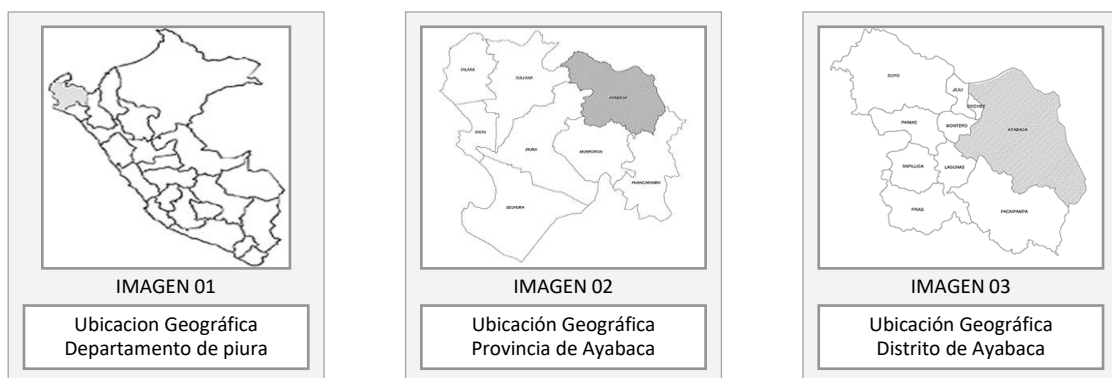 TALARA
SULLANA
AYABACA
PAITA
PIURA
MORROPON
HUANCABAMBA
SECHURA
SUYO
JILILI
SICCHEZ
PAIMAS
MONTERO
AYABACA
SAPILLICA
LAGUNAS
FRIAS
PACAIPAMPA
IMAGEN 01
IMAGEN 02
IMAGEN 03
Ubicacion Geográfica
Departamento de piura
Ubicación Geográfica
Provincia de Ayabaca
Ubicación Geográfica
Distrito de Ayabaca